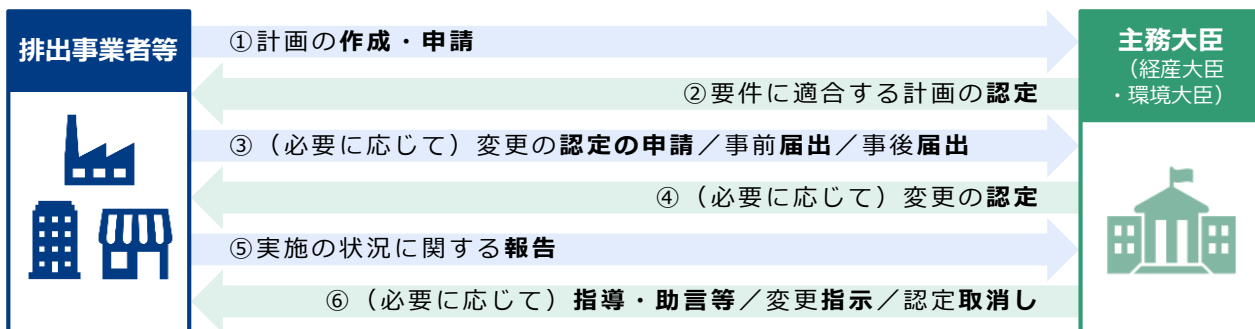 排出事業者等
①計画の作成・申請
主務大臣
（経産大臣
・環境大臣）
②要件に適合する計画の認定
③（必要に応じて）変更の認定の申請／事前届出／事後届出
④（必要に応じて）変更の認定
⑤実施の状況に関する報告
⑥（必要に応じて）指導・助言等／変更指示／認定取消し